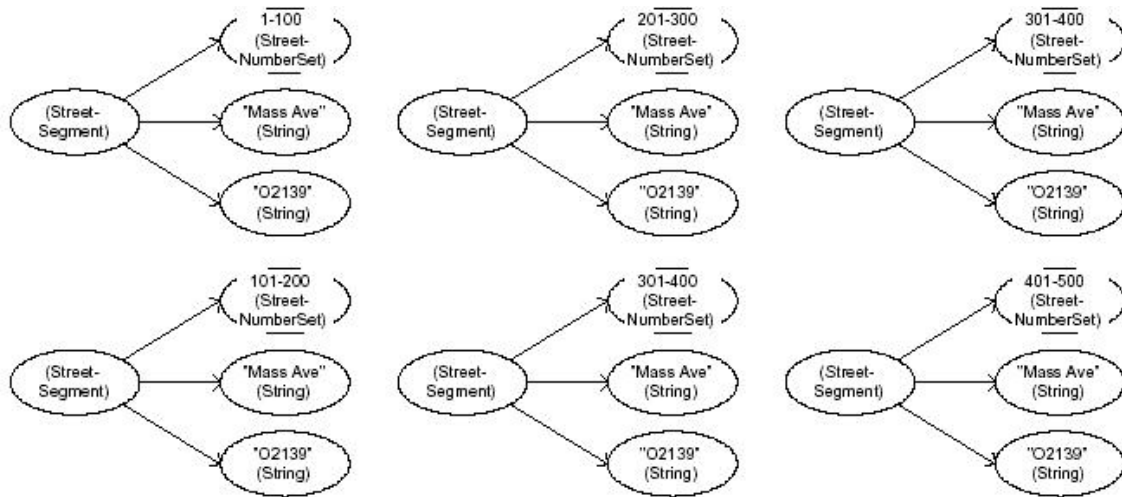 1-100
(Street-
NumberSet)
(Street-
Segment)
"Mass Ave"
(String)
"O2139"
(String)
201-300
(Street-
NumberSet)
(Street-
Segment)
"Mass Ave"
(String)
"O2139"
(String)
301-400
(Street-
NumberSet)
(Street-
Segment)
"Mass Ave"
(String)
"O2139"
(String)
101-200
(Street-
NumberSet)
(Street-
Segment)
"Mass Ave"
(String)
"O2139"
(String)
301-400
(Street-
NumberSet)
(Street-
Segment)
"Mass Ave"
(String)
"O2139"
(String)
401-500
(Street-
NumberSet)
(Street-
Segment)
"Mass Ave"
(String)
"O2139"
(String)